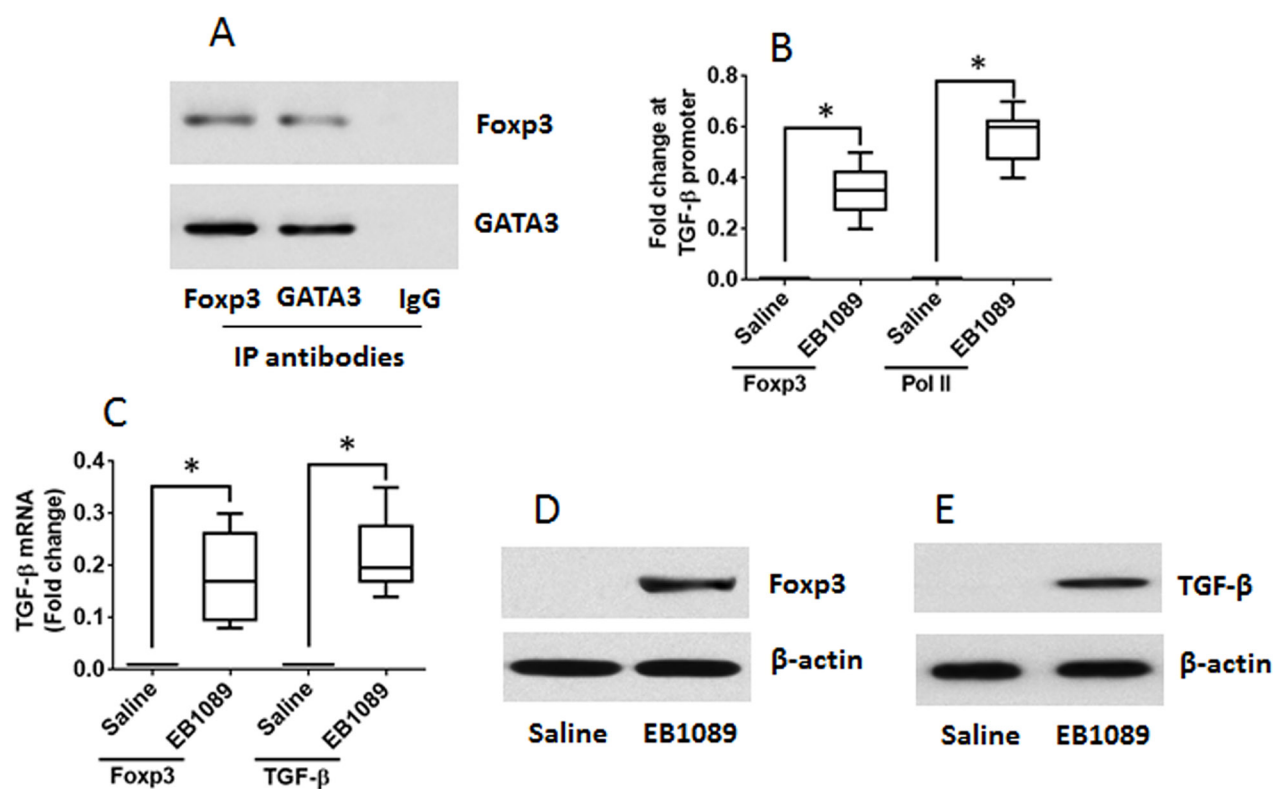 A
Foxp3
GATA3
Foxp3 GATA3 IgG
IP antibodies
B
Fold change at
TGF-β promoter
0.8
0.6
0.4
0.2
0.0
* *
Saline EB1089 Saline EB1089
Foxp3 Pol II
C
TGF-β mRNA
(Fold change)
0.4
0.3
0.2
0.1
0.0
* *
Saline EB1089 Saline EB1089
Foxp3 TGF-β
D
Foxp3
β-actin
Saline EB1089
E
TGF-β
β-actin
Saline EB1089